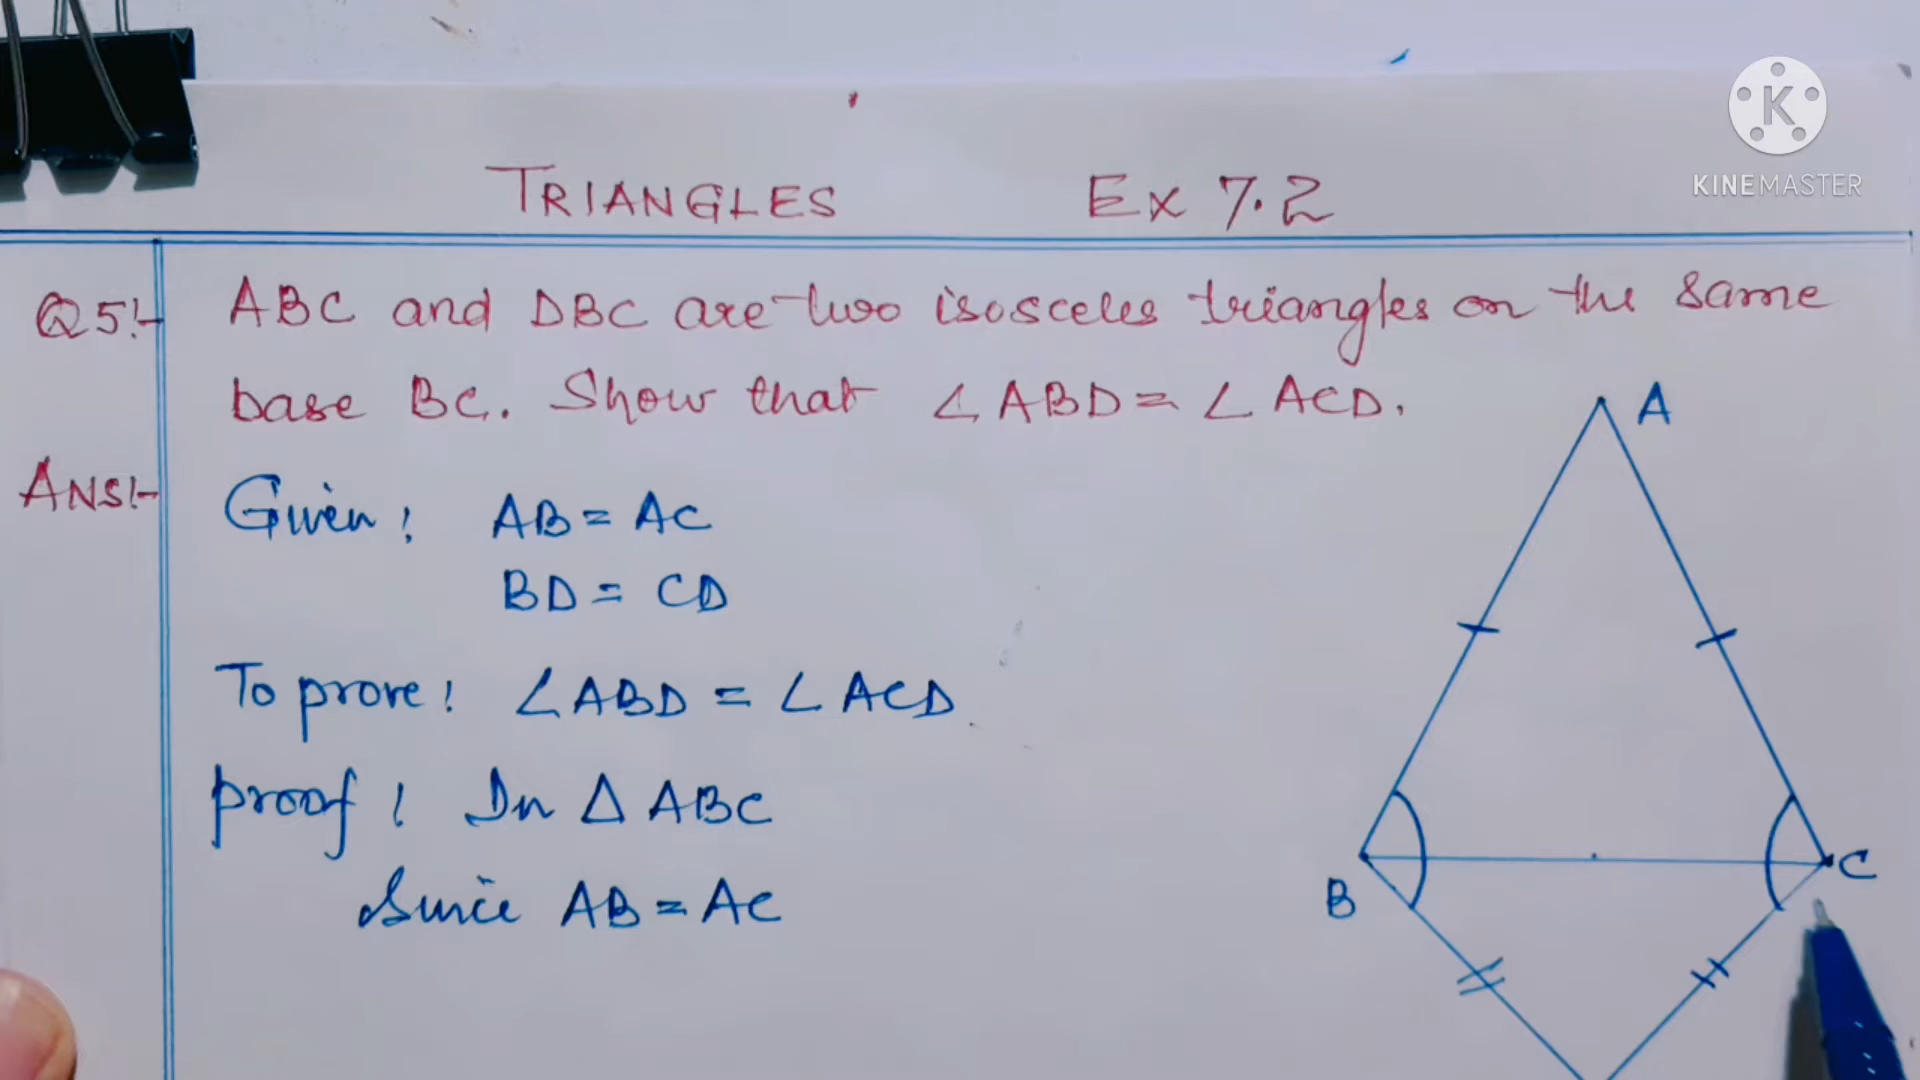 K
KINEMASTER
TRIANGLES Ex 7.2
Q5:- ABC and DBC are two isosceles triangles on the same
base BC. Show that ∠ABD = ∠ACD.
ANS:- Given: AB = AC
BD = CD
To prove: ∠ABD = ∠ACD
proof: In △ ABC
Since AB = AC
A
B
C